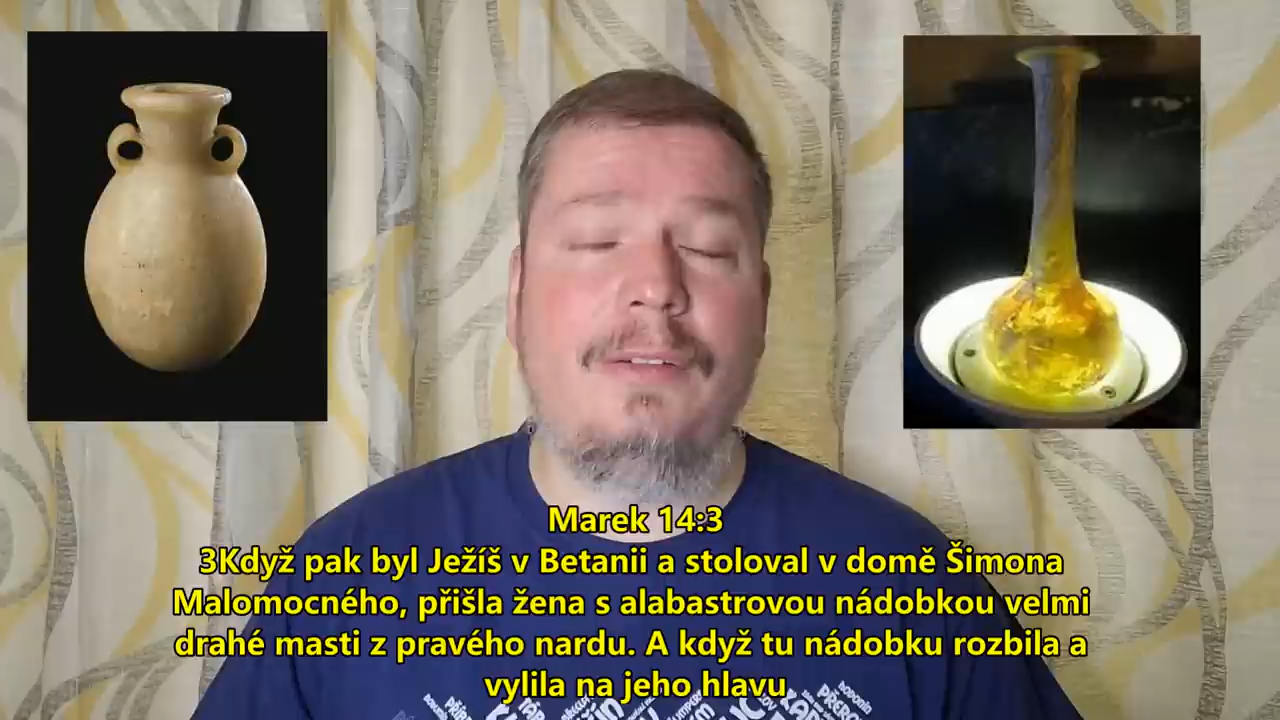 Marek 14:3
3Když pak byl Ježíš v Betanii a stoloval v domě Šimona
Malomocného, přišla žena s alabastrovou nádobkou velmi
drahé masti z pravého nardu. A když tu nádobku rozbila a
vylila na jeho hlavu